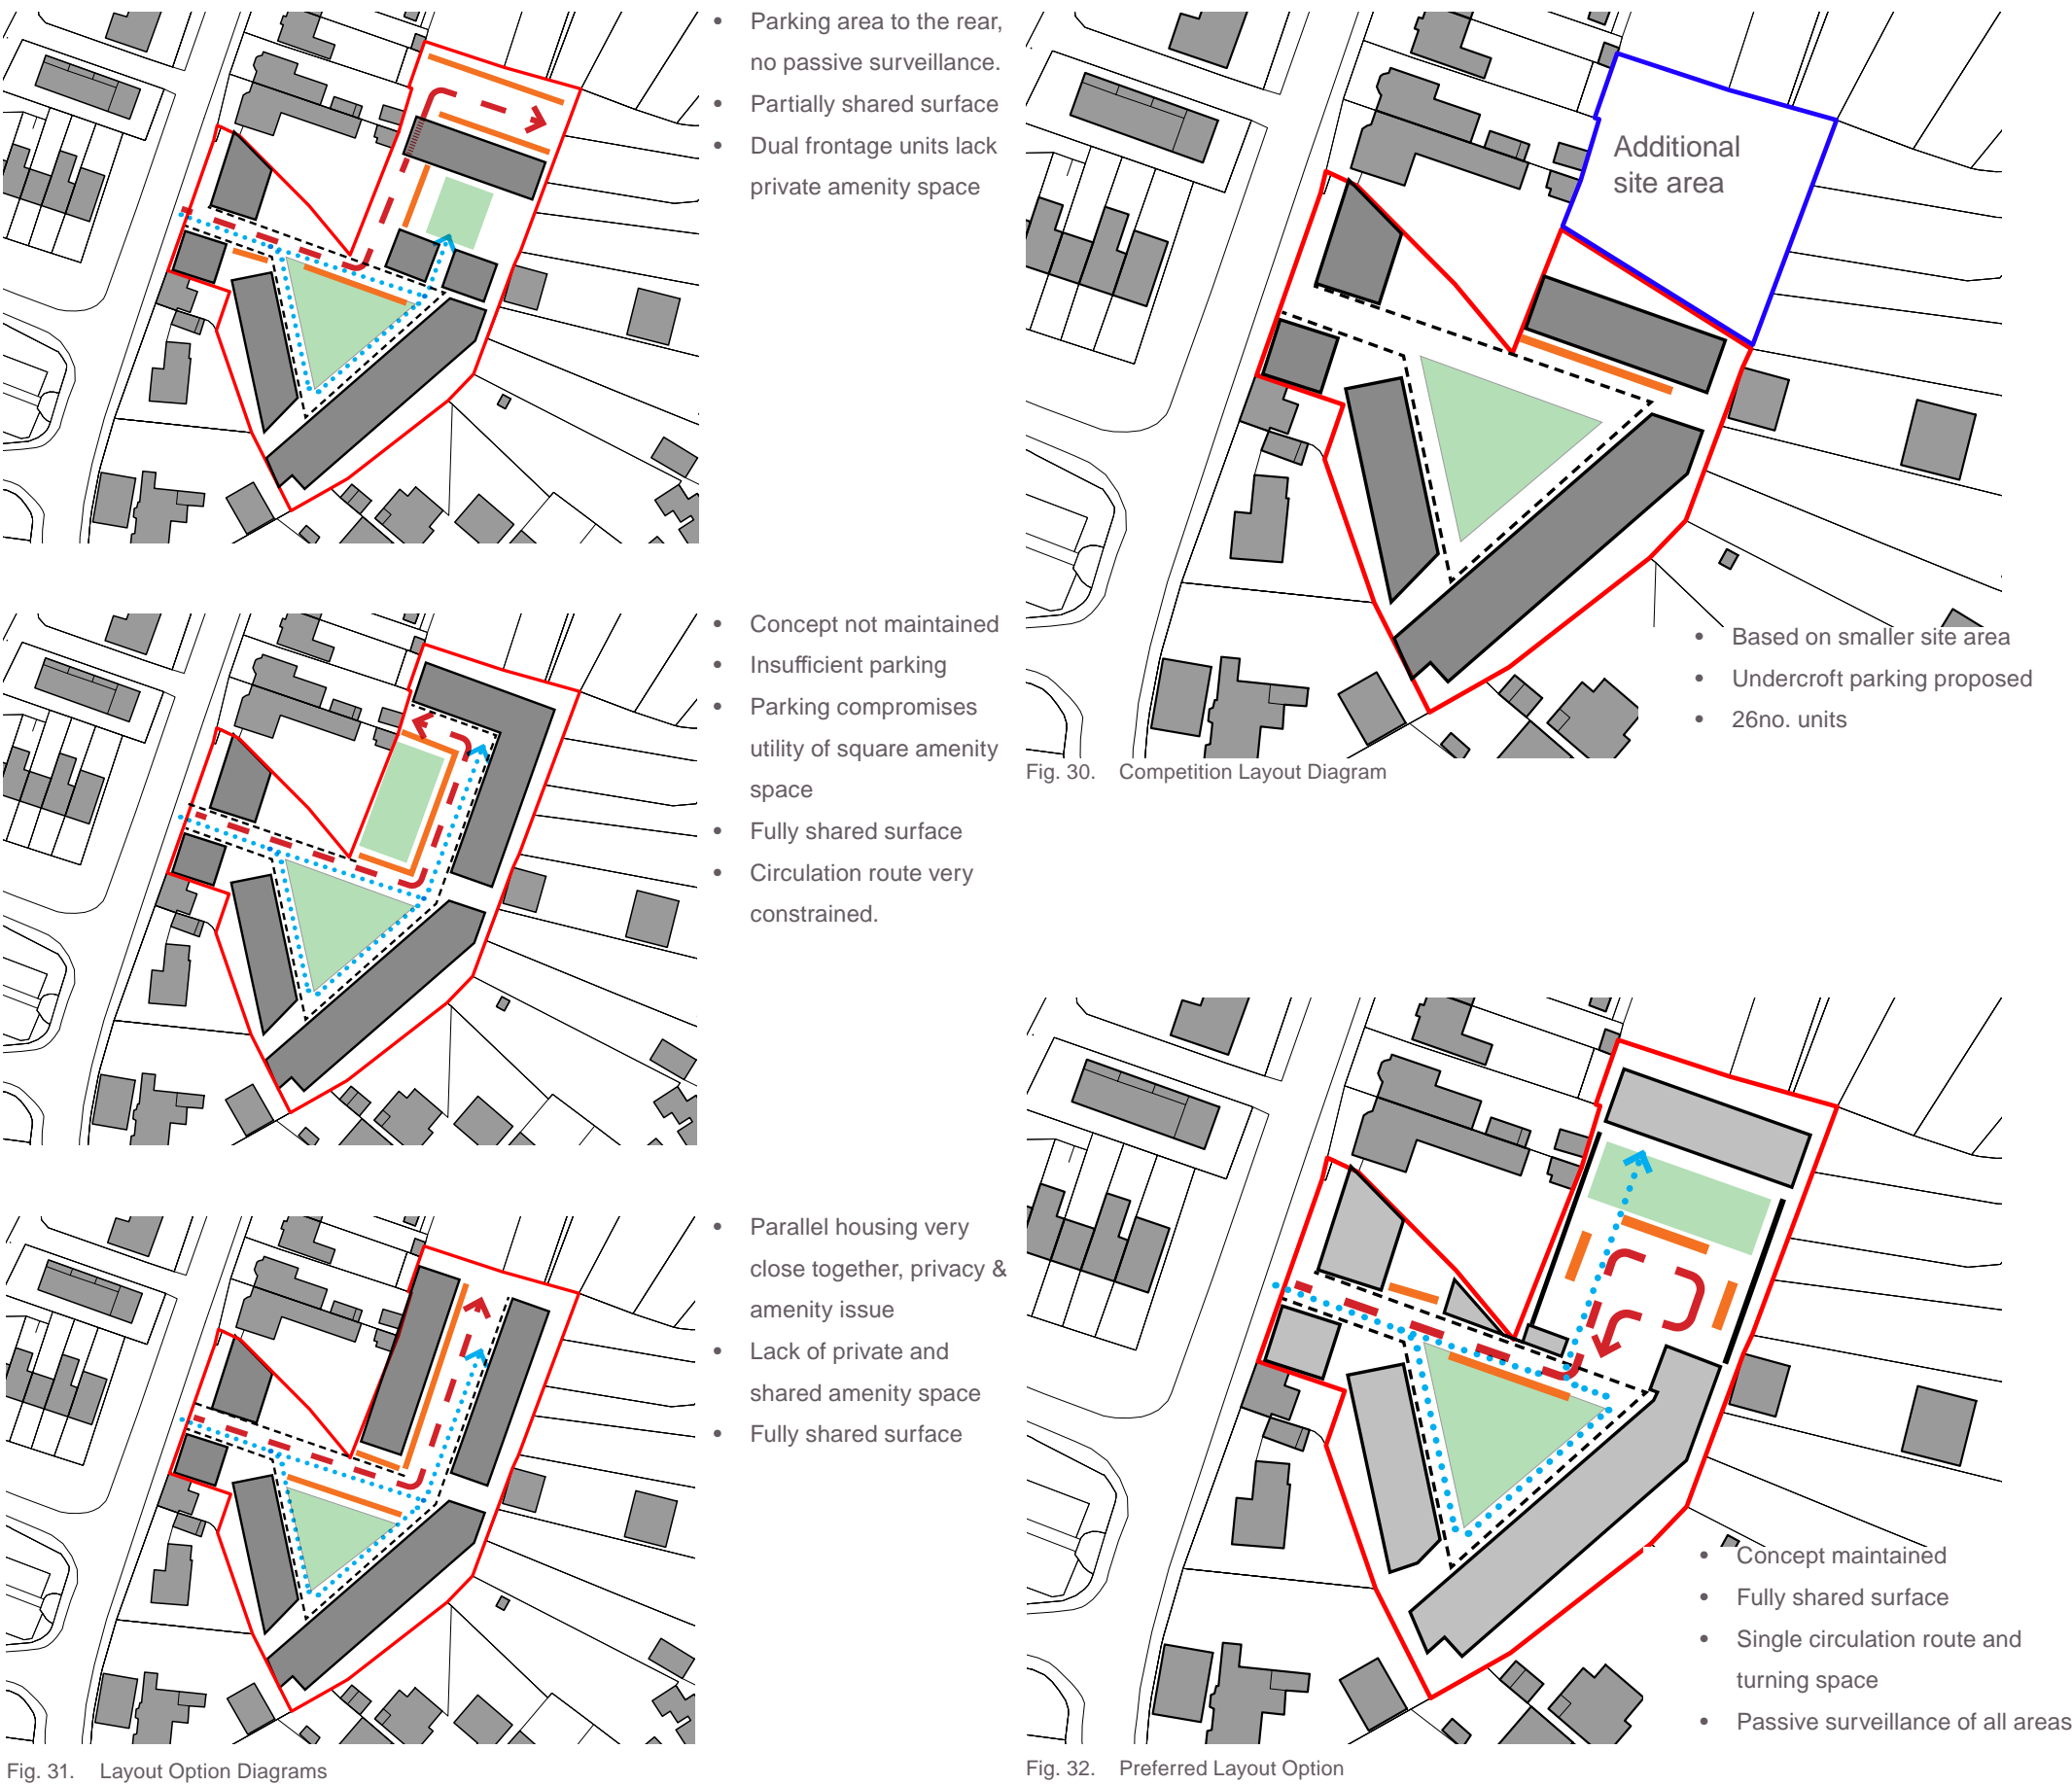 • Parking area to the rear,
no passive surveillance.
• Partially shared surface
• Dual frontage units lack
private amenity space
• Concept not maintained
• Insufficient parking
• Parking compromises
utility of square amenity
space
• Fully shared surface
• Circulation route very
constrained.
• Parallel housing very
close together, privacy &
amenity issue
• Lack of private and
shared amenity space
• Fully shared surface
Fig. 31. Layout Option Diagrams
Additional
site area
• Based on smaller site area
• Undercroft parking proposed
• 26no. units
Fig. 30. Competition Layout Diagram
• Concept maintained
• Fully shared surface
• Single circulation route and
turning space
• Passive surveillance of all areas
Fig. 32. Preferred Layout Option